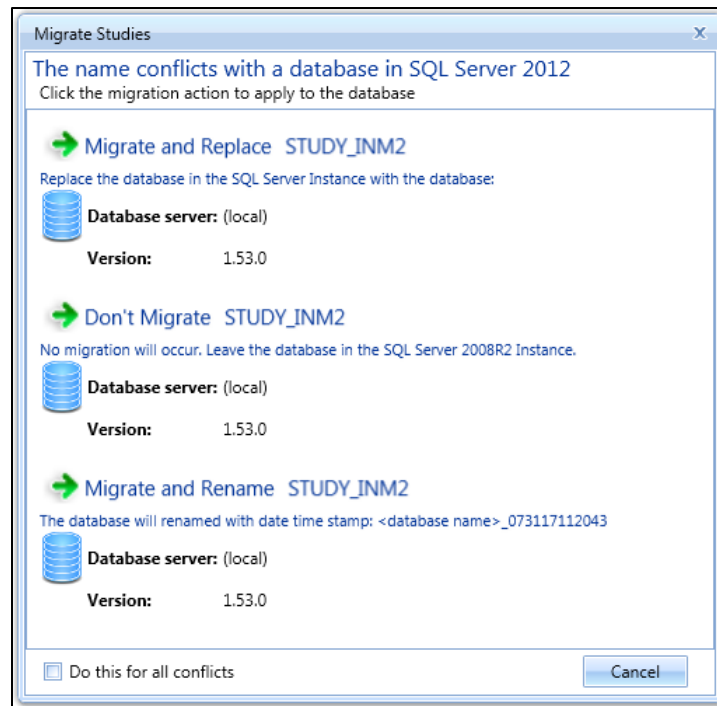 Migrate Studies
x
The name conflicts with a database in SQL Server 2012
Click the migration action to apply to the database
Migrate and Replace STUDY_INM2
Replace the database in the SQL Server Instance with the database:
Database server: (local)
Version: 1.53.0
Don't Migrate STUDY_INM2
No migration will occur. Leave the database in the SQL Server 2008R2 Instance.
Database server: (local)
Version: 1.53.0
Migrate and Rename STUDY_INM2
The database will renamed with date time stamp: <database name>_073117112043
Database server: (local)
Version: 1.53.0
Do this for all conflicts
Cancel